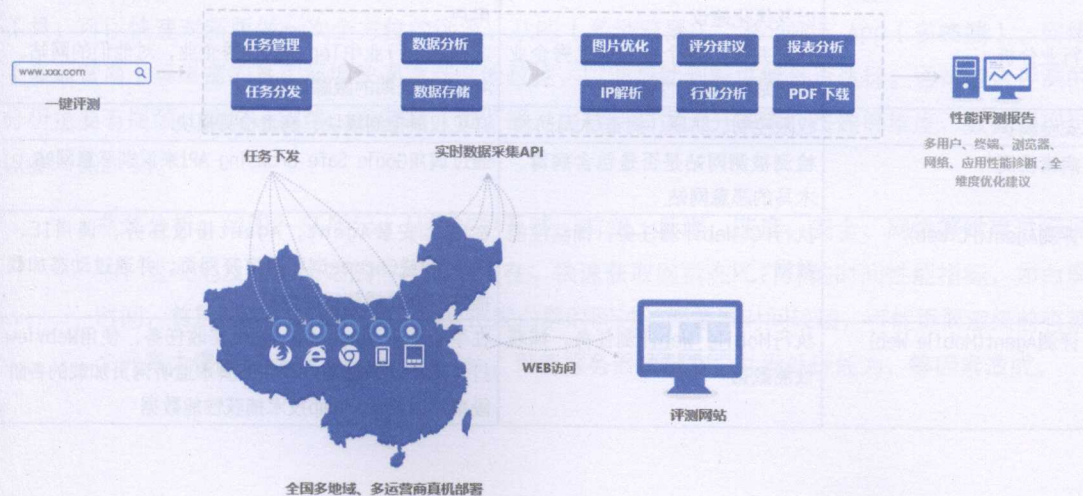 www.xxx.com
一键评测
任务管理
任务分发
数据分析
数据存储
图片优化
评分建议
报表分析
IP解析
行业分析
PDF 下载
性能评测报告
多用户、终端、浏览器、
网络、应用性能诊断，全
维度优化建议
任务下发
实时数据采集API
WEB访问
评测网站
全国多地域、多运营商真机部署